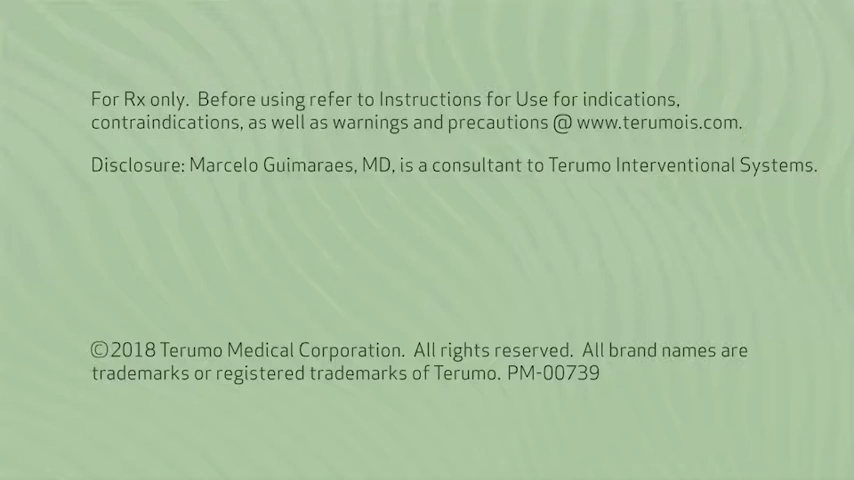 For Rx only.  Before using refer to Instructions for Use for indications,
contraindications, as well as warnings and precautions @ www.terumois.com.
Disclosure: Marcelo Guimaraes, MD, is a consultant to Terumo Interventional Systems.
©2018 Terumo Medical Corporation.  All rights reserved.  All brand names are
trademarks or registered trademarks of Terumo. PM-00739